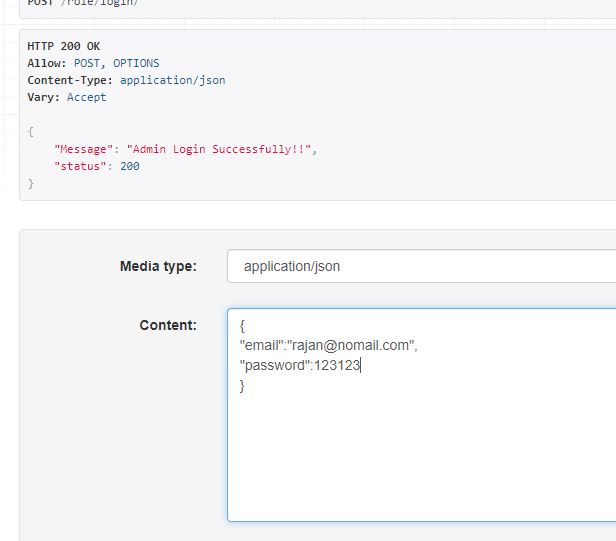 POST /role/login/
HTTP 200 OK
Allow: POST, OPTIONS
Content-Type: application/json
Vary: Accept
{
"Message": "Admin Login Successfully!!",
"status": 200
}
Media type:
application/json
Content:
{
"email":"rajan@nomail.com",
"password":123123
}